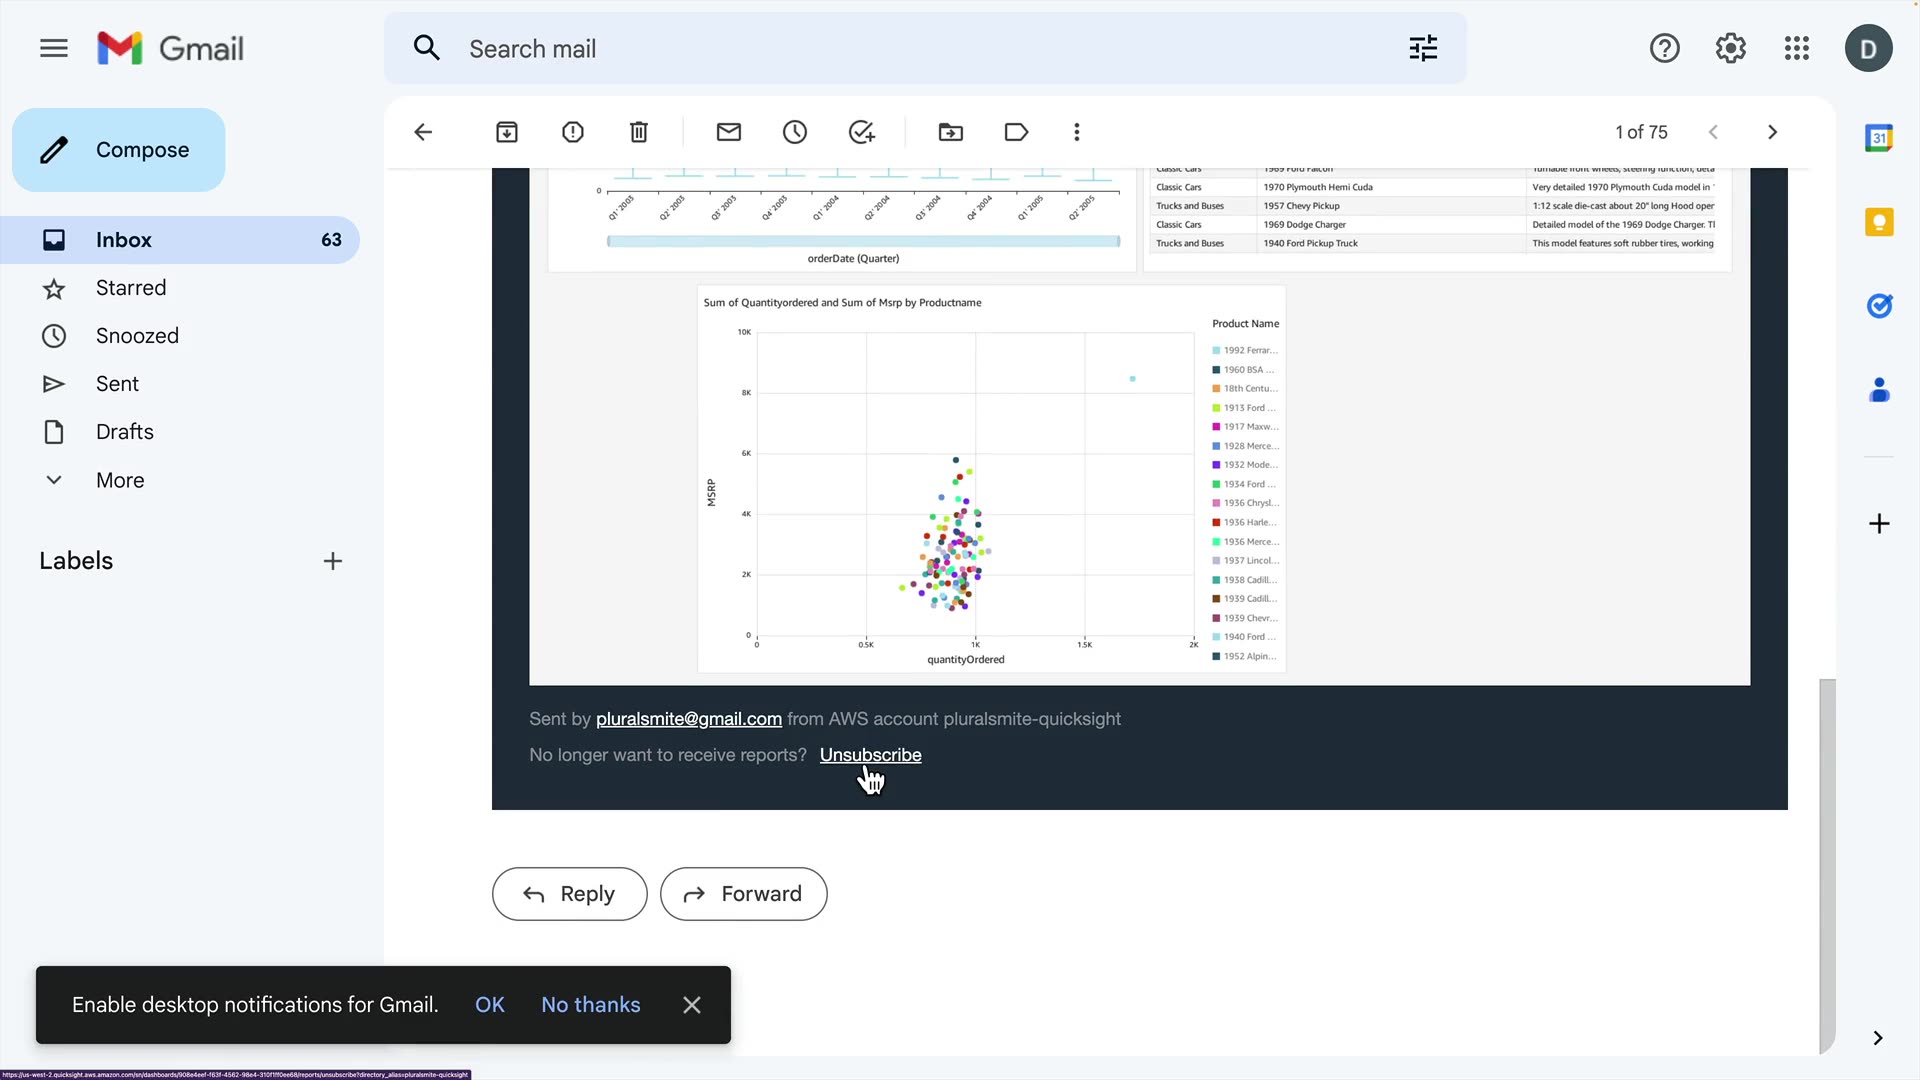 Gmail
Search mail
Compose
1 of 75
31
D
Inbox 63
Starred
Snoozed
Sent
Drafts
More
Labels
0
Q1' 2003 Q2' 2003 Q3' 2003 Q4' 2003 Q1' 2004 Q2' 2004 Q3' 2004 Q4' 2004 Q1' 2005 Q2' 2005
orderDate (Quarter)
Classic Cars 1969 Ford Falcon Turnable front wheels, steering function, deta
Classic Cars 1970 Plymouth Hemi Cuda Very detailed 1970 Plymouth Cuda model in '
Trucks and Buses 1957 Chevy Pickup 1:12 scale die-cast about 20" long Hood oper
Classic Cars 1969 Dodge Charger Detailed model of the 1969 Dodge Charger. Tl
Trucks and Buses 1940 Ford Pickup Truck This model features soft rubber tires, working
Sum of Quantityordered and Sum of Msrp by Productname
MSRP
10K
8K
6K
4K
2K
0
0 0.5K 1K 1.5K 2K
quantityOrdered
Product Name
1992 Ferrar...
1960 BSA ...
18th Centu...
1913 Ford ...
1917 Maxw...
1928 Merce...
1932 Mode...
1934 Ford ...
1936 Chrysl...
1936 Harle...
1936 Merce...
1937 Lincol...
1938 Cadill...
1939 Cadill...
1939 Chevr...
1940 Ford ...
1952 Alpin...
Sent by pluralsmite@gmail.com from AWS account pluralsmite-quicksight
No longer want to receive reports? Unsubscribe
Reply
Forward
Enable desktop notifications for Gmail. OK No thanks